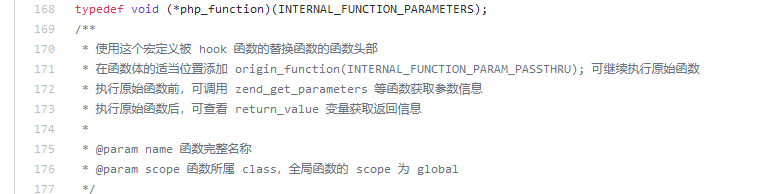 168 typedef void (*php_function)(INTERNAL_FUNCTION_PARAMETERS);
169 /**
170 * 使用这个宏定义被 hook 函数的替换函数的函数头部
171 * 在函数体的适当位置添加 origin_function(INTERNAL_FUNCTION_PARAM_PASSTHRU); 可继续执行原始函数
172 * 执行原始函数前，可调用 zend_get_parameters 等函数获取参数信息
173 * 执行原始函数后，可查看 return_value 变量获取返回信息
174 *
175 * @param name 函数完整名称
176 * @param scope 函数所属 class，全局函数的 scope 为 global
177 */